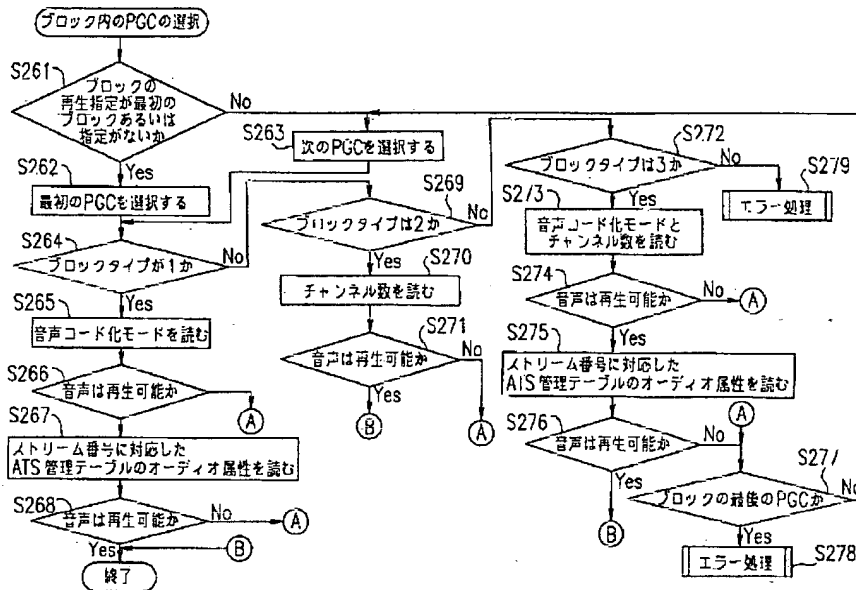 ブロック内のPGCの選択
S261
ブロックの
再生指定が最初の
ブロックあるいは
指定がないか
No
Yes
S262
最初のPGCを選択する
S263
次のPGCを選択する
S264
ブロックタイプが1か
No
Yes
S265
音声コード化モードを読む
S266
音声は再生可能か
A
S267
ストリーム番号に対応した
ATS管理テーブルのオーディオ属性を読む
S268
音声は再生可能か
No
A
Yes
B
終了
S269
ブロックタイプは2か
No
Yes
S270
チャンネル数を読む
S271
音声は再生可能か
No
Yes
B
A
S272
ブロックタイプは3か
No
S279
エラー処理
Yes
S273
音声コード化モードと
チャンネル数を読む
S274
音声は再生可能か
No
A
Yes
S275
ストリーム番号に対応した
ATS管理テーブルのオーディオ属性を読む
S276
音声は再生可能か
No
A
Yes
B
S277
ブロックの最後のPGCか
No
Yes
エラー処理
S278